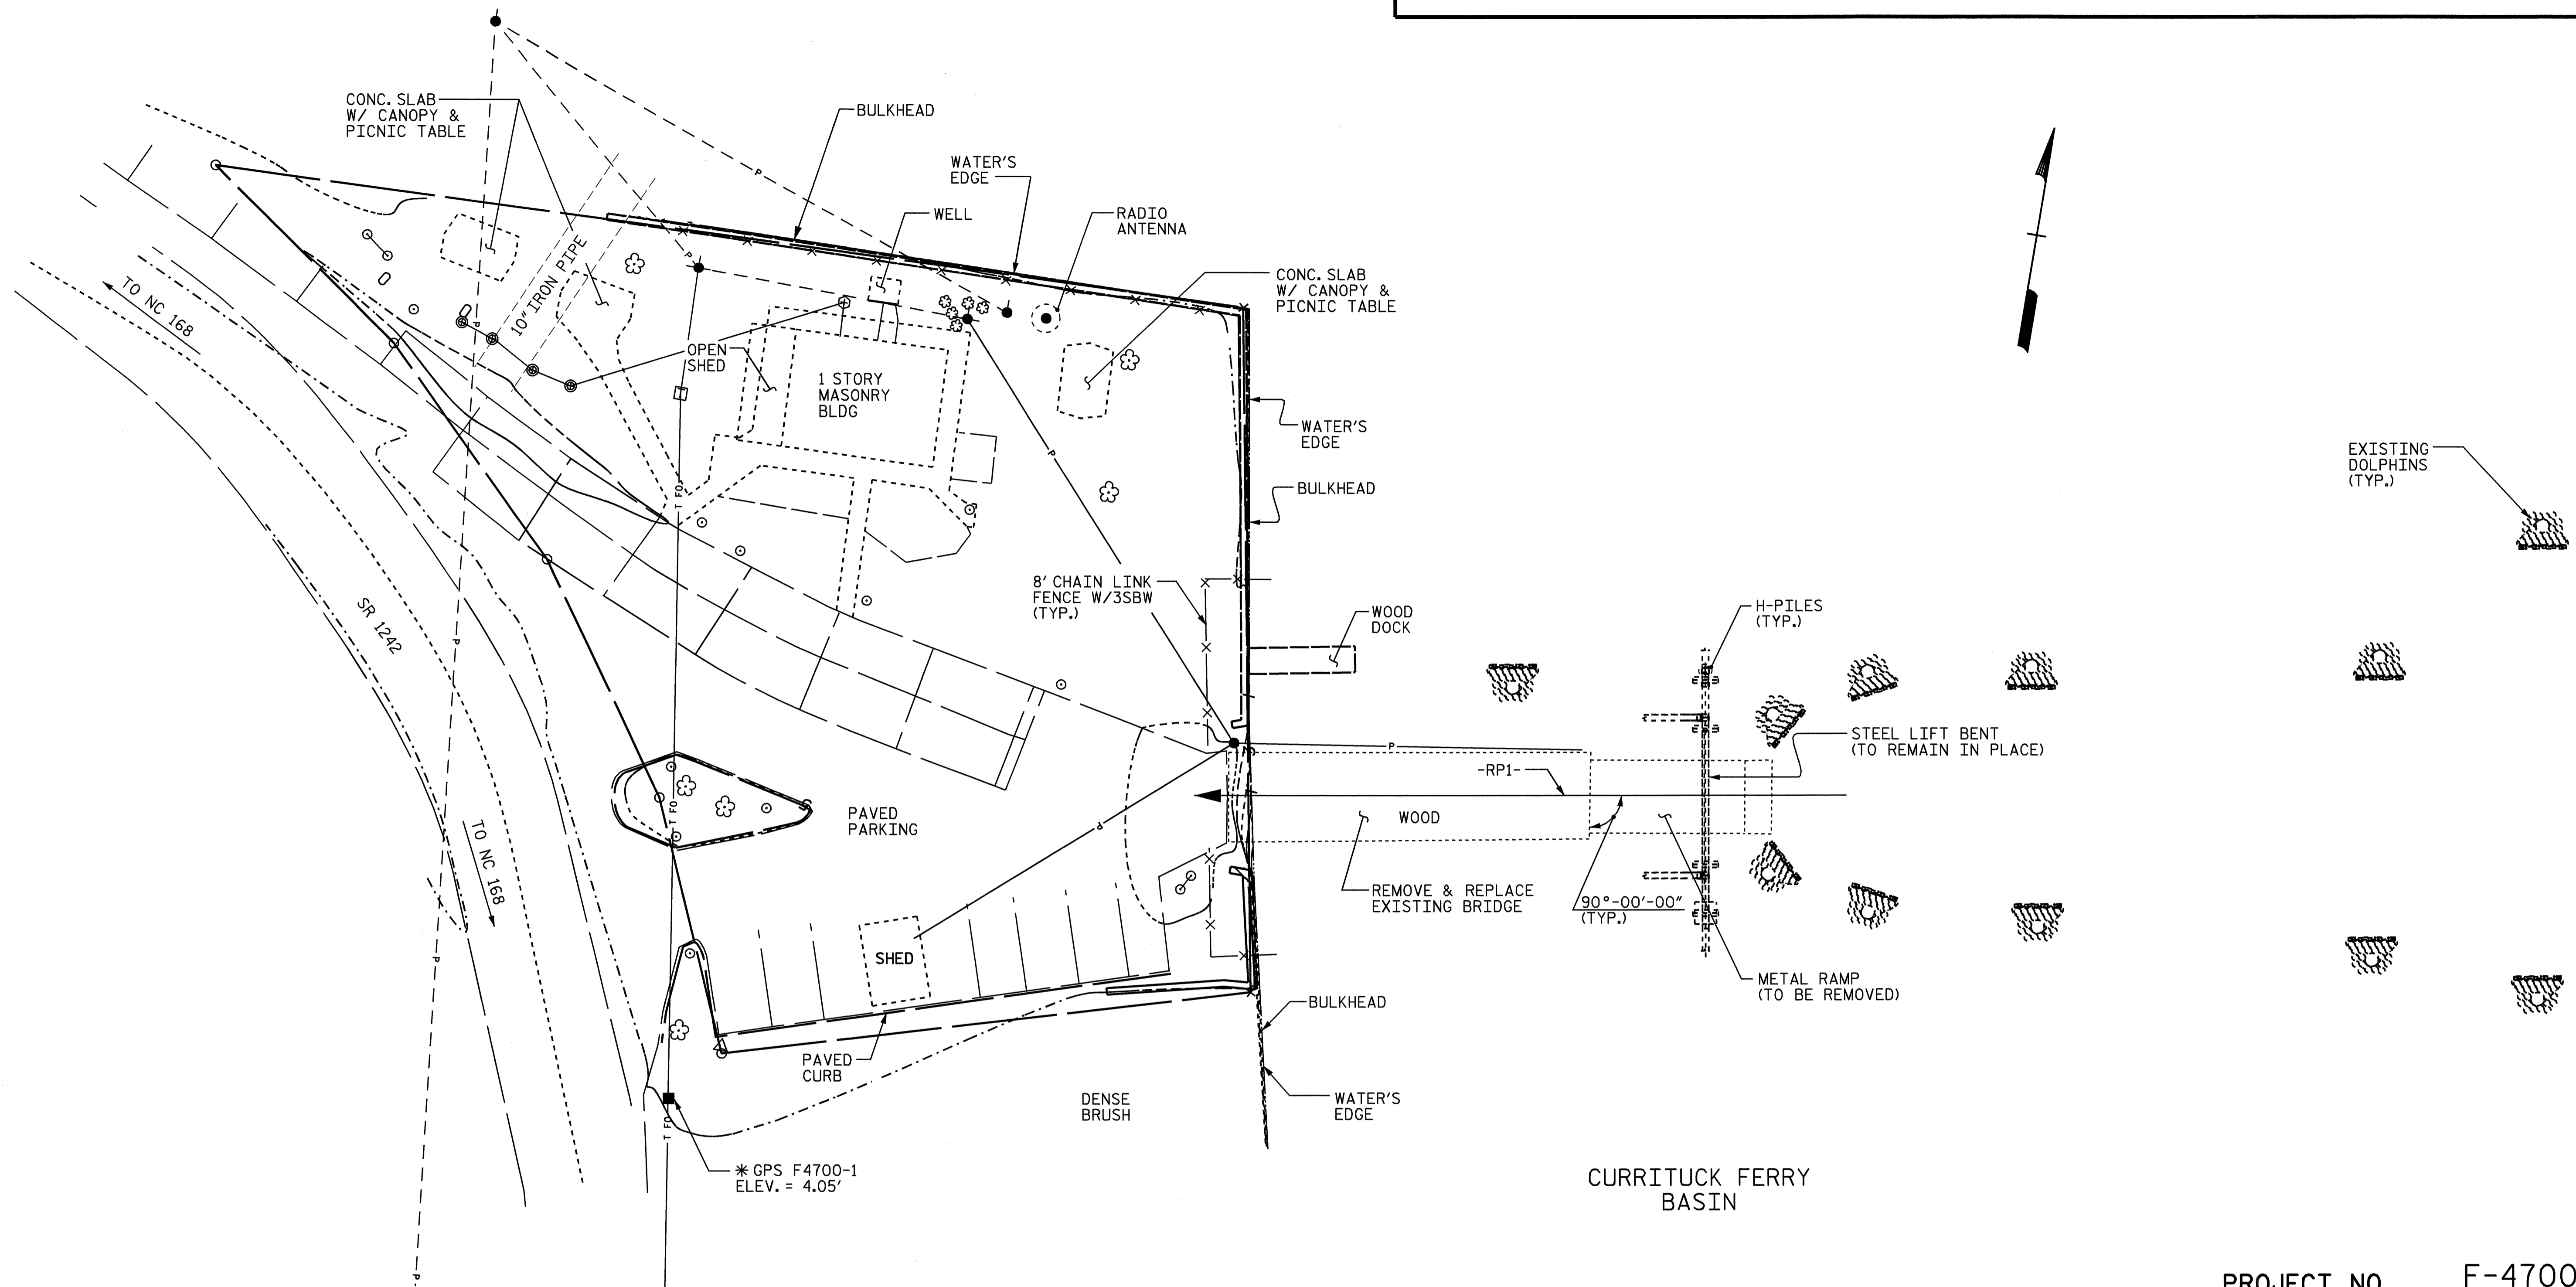 CONC. SLAB
W/ CANOPY &
PICNIC TABLE
BULKHEAD
WATER'S
EDGE
WELL
RADIO
ANTENNA
CONC. SLAB
W/ CANOPY &
PICNIC TABLE
10" IRON PIPE
TO NC 168
OPEN
SHED
1 STORY
MASONRY
BLDG
WATER'S
EDGE
BULKHEAD
EXISTING
DOLPHINS
(TYP.)
P
P
P
P
P
P
P
P
P
P
T FO
T FO
T FO
SR 1242
8' CHAIN LINK
FENCE W/3SBW
(TYP.)
WOOD
DOCK
H-PILES
(TYP.)
STEEL LIFT BENT
(TO REMAIN IN PLACE)
-RP1-
WOOD
PAVED
PARKING
TO NC 168
REMOVE & REPLACE
EXISTING BRIDGE
90°-00'-00"
(TYP.)
METAL RAMP
(TO BE REMOVED)
SHED
BULKHEAD
PAVED
CURB
DENSE
BRUSH
WATER'S
EDGE
* GPS F4700-1
ELEV. = 4.05'
CURRITUCK FERRY
BASIN
PROJECT NO. F-4700